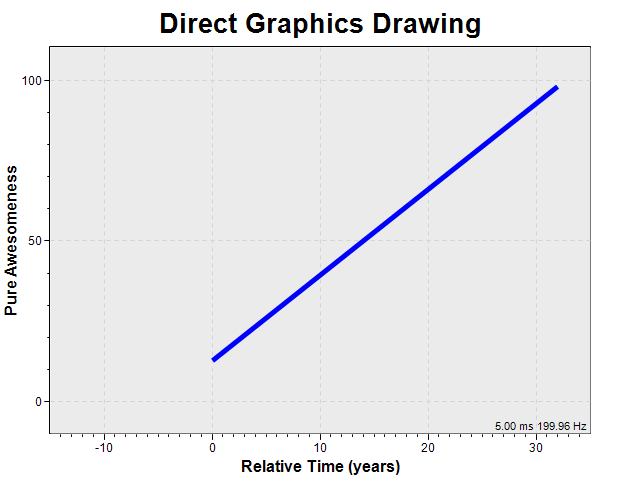 Direct Graphics Drawing
Pure Awesomeness
100
50
0
5.00 ms 199.96 Hz
-10 0 10 20 30
Relative Time (years)